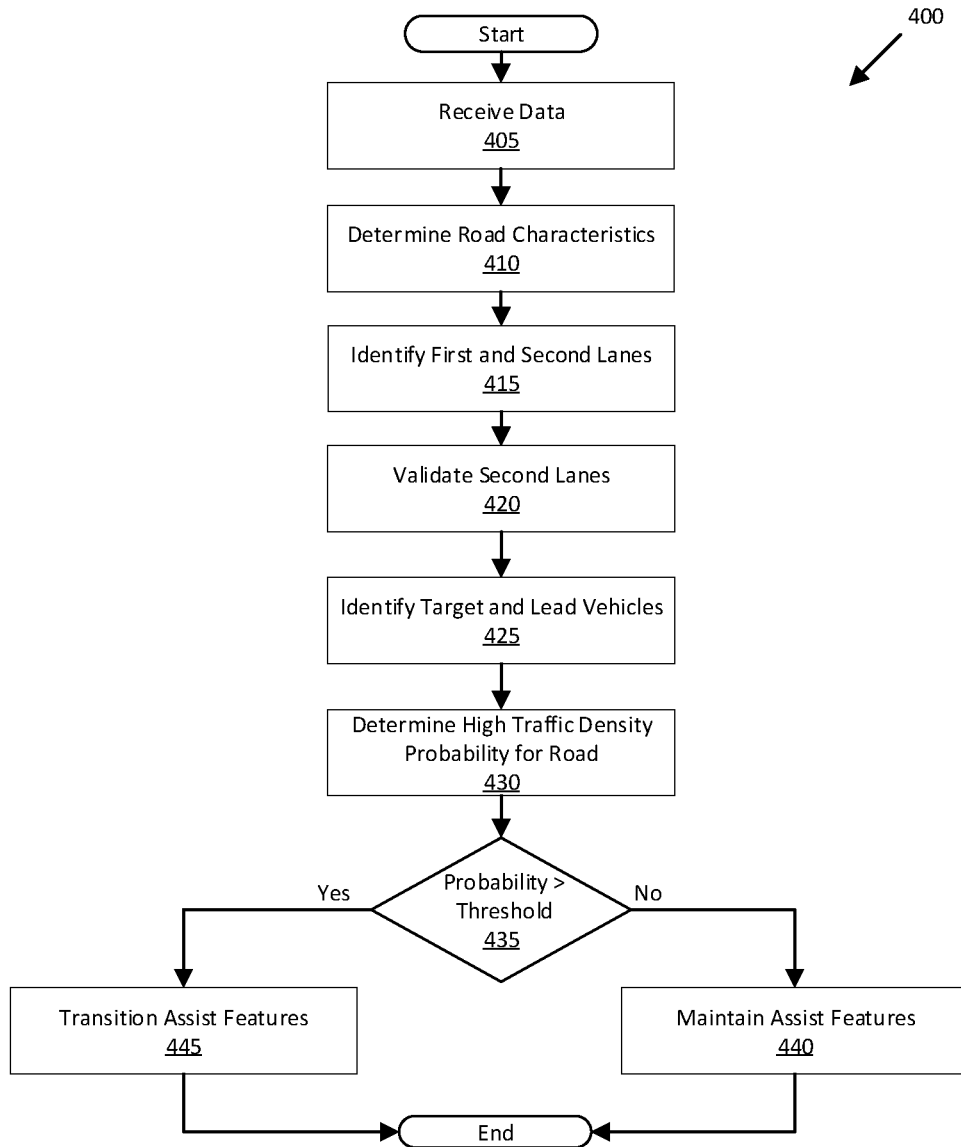 400
Start
Receive Data
405
Determine Road Characteristics
410
Identify First and Second Lanes
415
Validate Second Lanes
420
Identify Target and Lead Vehicles
425
Determine High Traffic Density
Probability for Road
430
Probability >
Threshold
435
Yes
No
Transition Assist Features
445
Maintain Assist Features
440
End